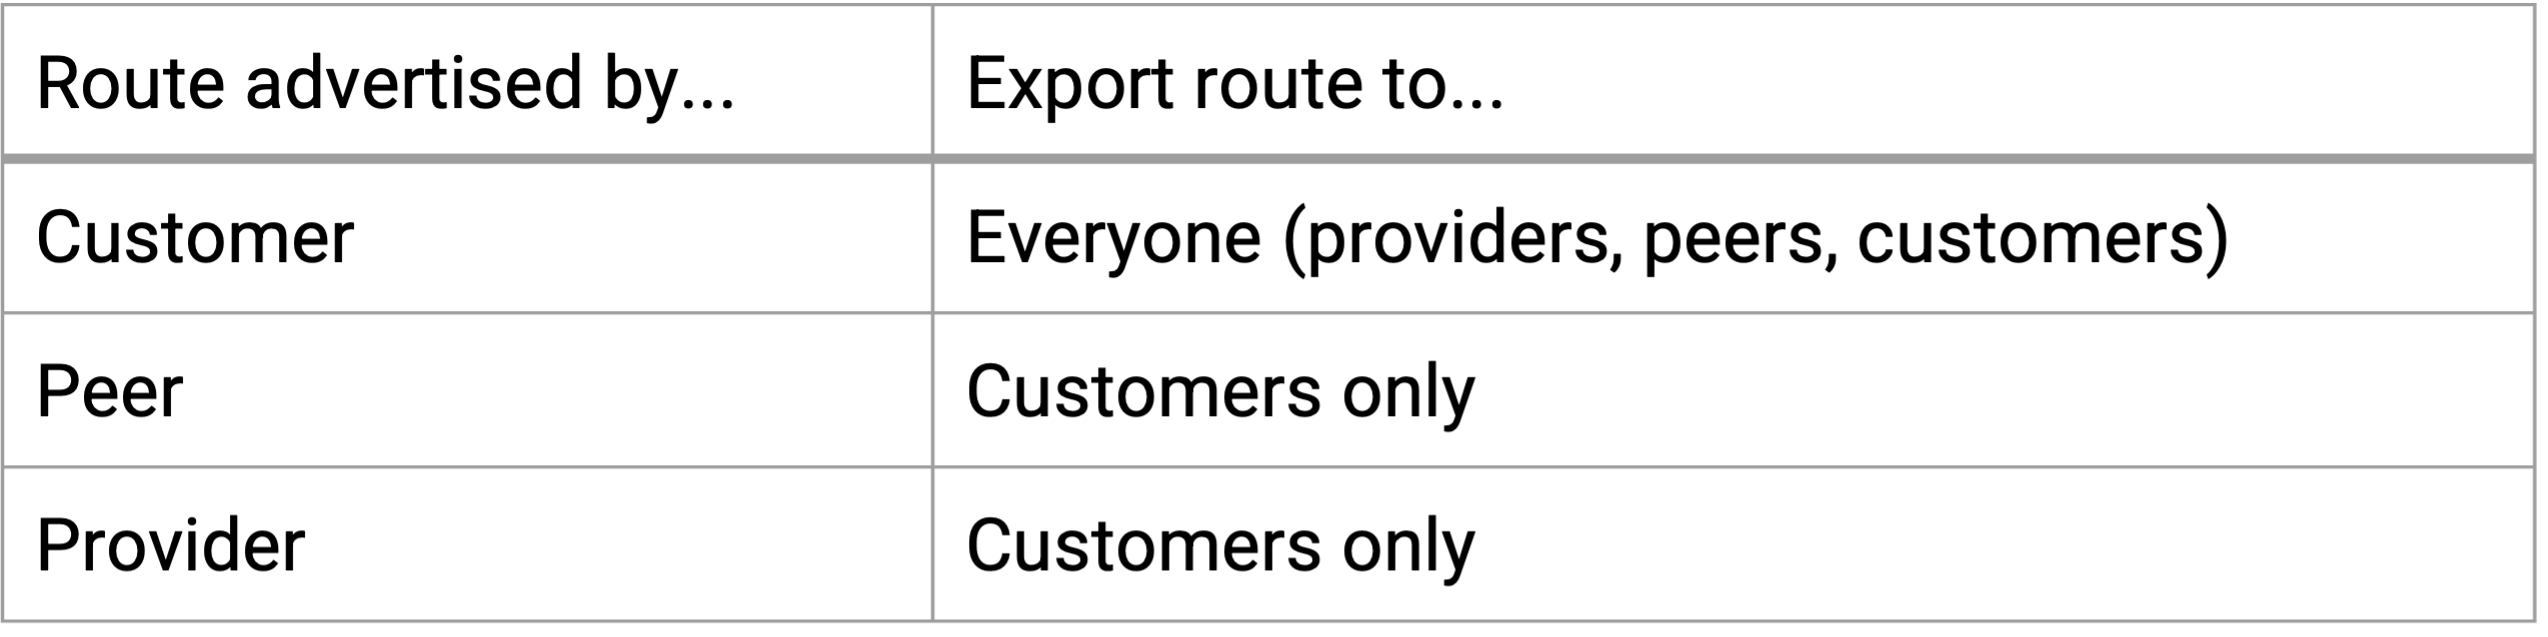 Route advertised by... Export route to...
Customer Everyone (providers, peers, customers)
Peer Customers only
Provider Customers only